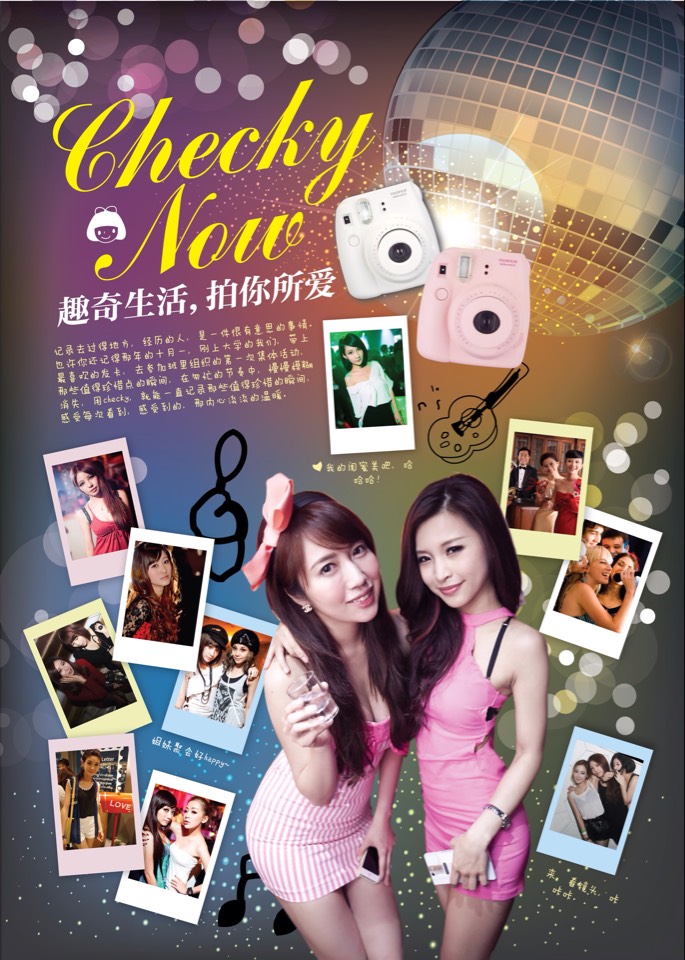 Checky
Now
趣奇生活,拍你所爱
记录去过得地方，经历的人，是一件很有意思的事情。
也许你还记得那年的十月一，刚上大学的我们，带上
最喜欢的发卡，去参加班里组织的第一次集体活动，
那些值得珍惜点的瞬间，在匆忙的节奏中，慢慢模糊
消失，用checky，就能一直记录那些值得珍惜的瞬间，
感受每次看到，感受到的，那内心流流的温暖。
我的闺蜜美吧，哈
哈哈！
姐妹聚会好happy~
Letter
LOVE
来，看镜头，咔
咔咔，